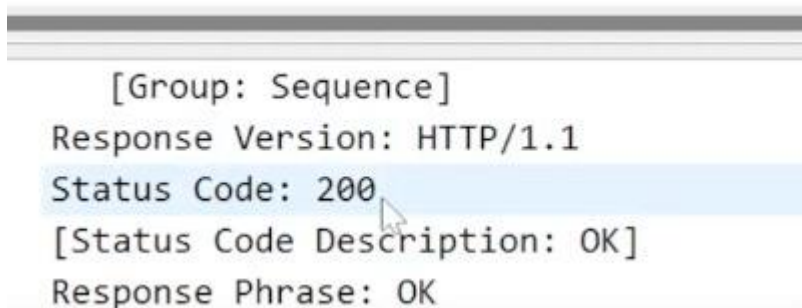 [Group: Sequence]
Response Version: HTTP/1.1
Status Code: 200
[Status Code Description: OK]
Response Phrase: OK